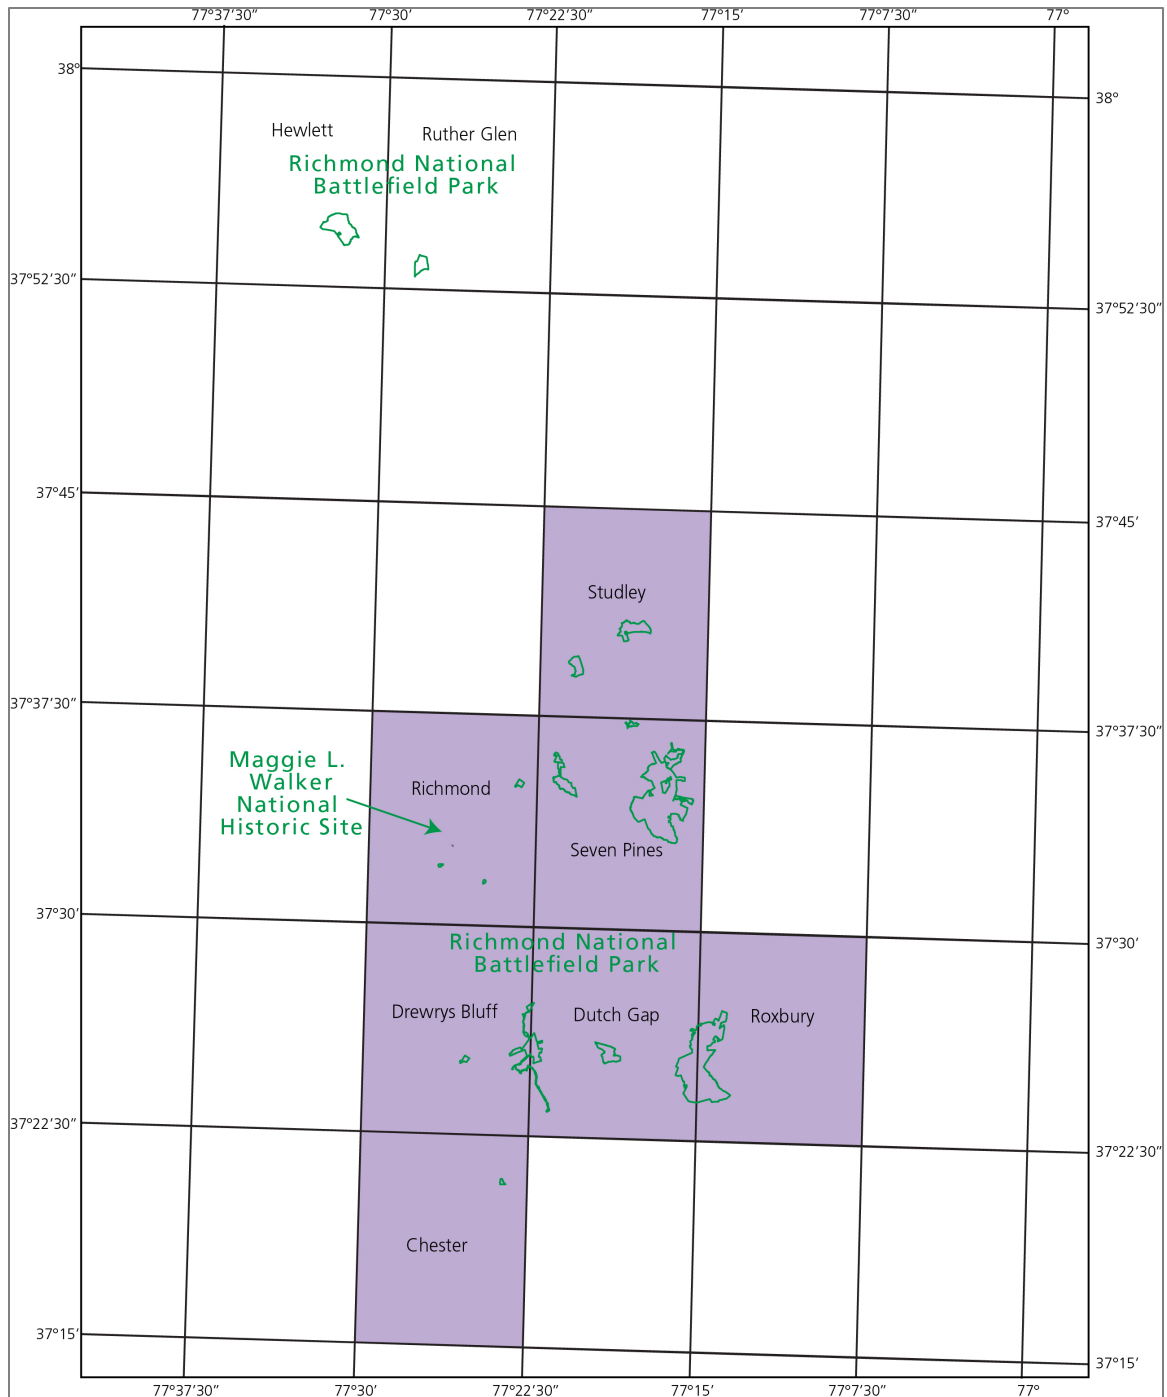 77°37’30” 77°30’ 77°22’30” 77°15’ 77°7’30” 77°
38° 38°
Hewlett Ruther Glen
Richmond National
Battlefield Park
37°52’30” 37°52’30”
37°45’ 37°45’
Studley
37°37’30” 37°37’30”
Maggie L.
Walker
National
Historic Site
Richmond
Seven Pines
37°30’ 37°30’
Richmond National
Battlefield Park
Drewrys Bluff Dutch Gap Roxbury
37°22’30” 37°22’30”
Chester
37°15’ 37°15’
77°37’30” 77°30’ 77°22’30” 77°15’ 77°7’30” 77°